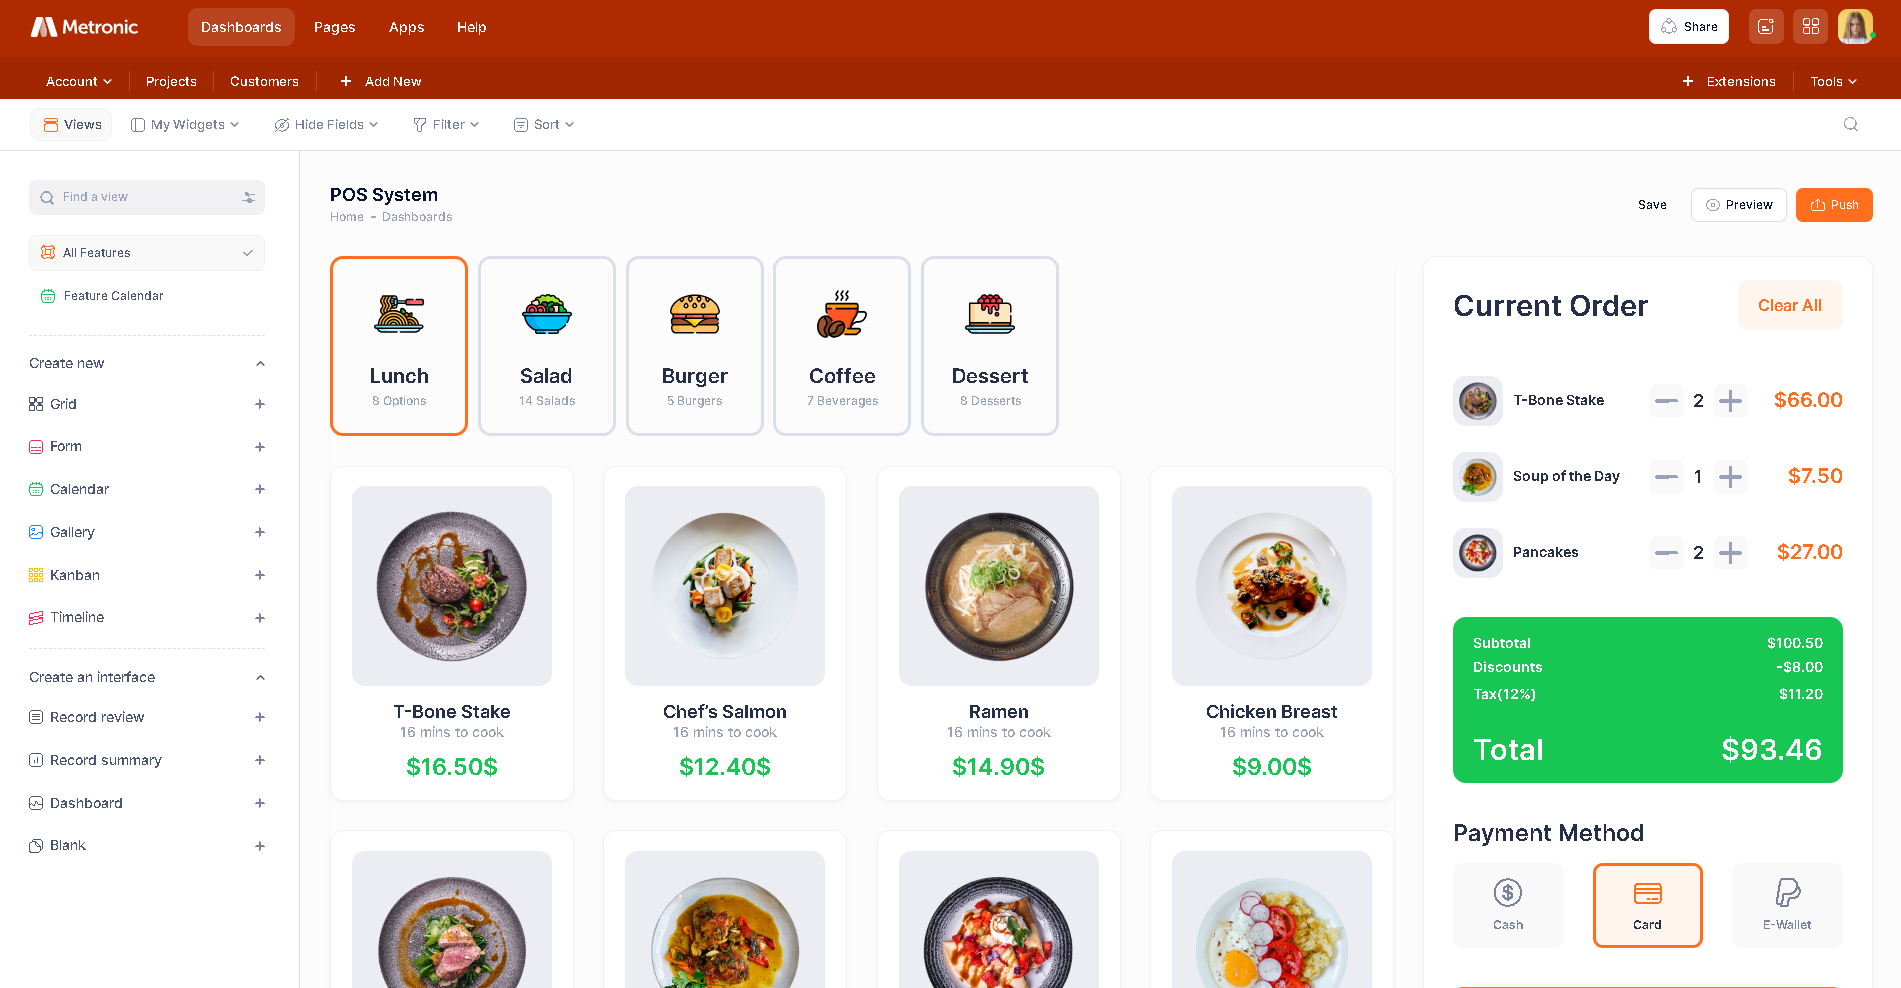 Metronic
Dashboards Pages Apps Help
Share
Account Projects Customers + Add New
+ Extensions Tools
Views My Widgets Hide Fields Filter Sort
Find a view
All Features
Feature Calendar
Create new
Grid +
Form +
Calendar +
Gallery +
Kanban +
Timeline +
Create an interface
Record review +
Record summary +
Dashboard +
Blank +
POS System
Home - Dashboards
Save Preview Push
Lunch
8 Options
Salad
14 Salads
Burger
5 Burgers
Coffee
7 Beverages
Dessert
8 Desserts
T-Bone Stake
16 mins to cook
$16.50$
Chef's Salmon
16 mins to cook
$12.40$
Ramen
16 mins to cook
$14.90$
Chicken Breast
16 mins to cook
$9.00$
Current Order Clear All
T-Bone Stake 2 $66.00
Soup of the Day 1 $7.50
Pancakes 2 $27.00
Subtotal $100.50
Discounts -$8.00
Tax(12%) $11.20
Total $93.46
Payment Method
Cash Card E-Wallet